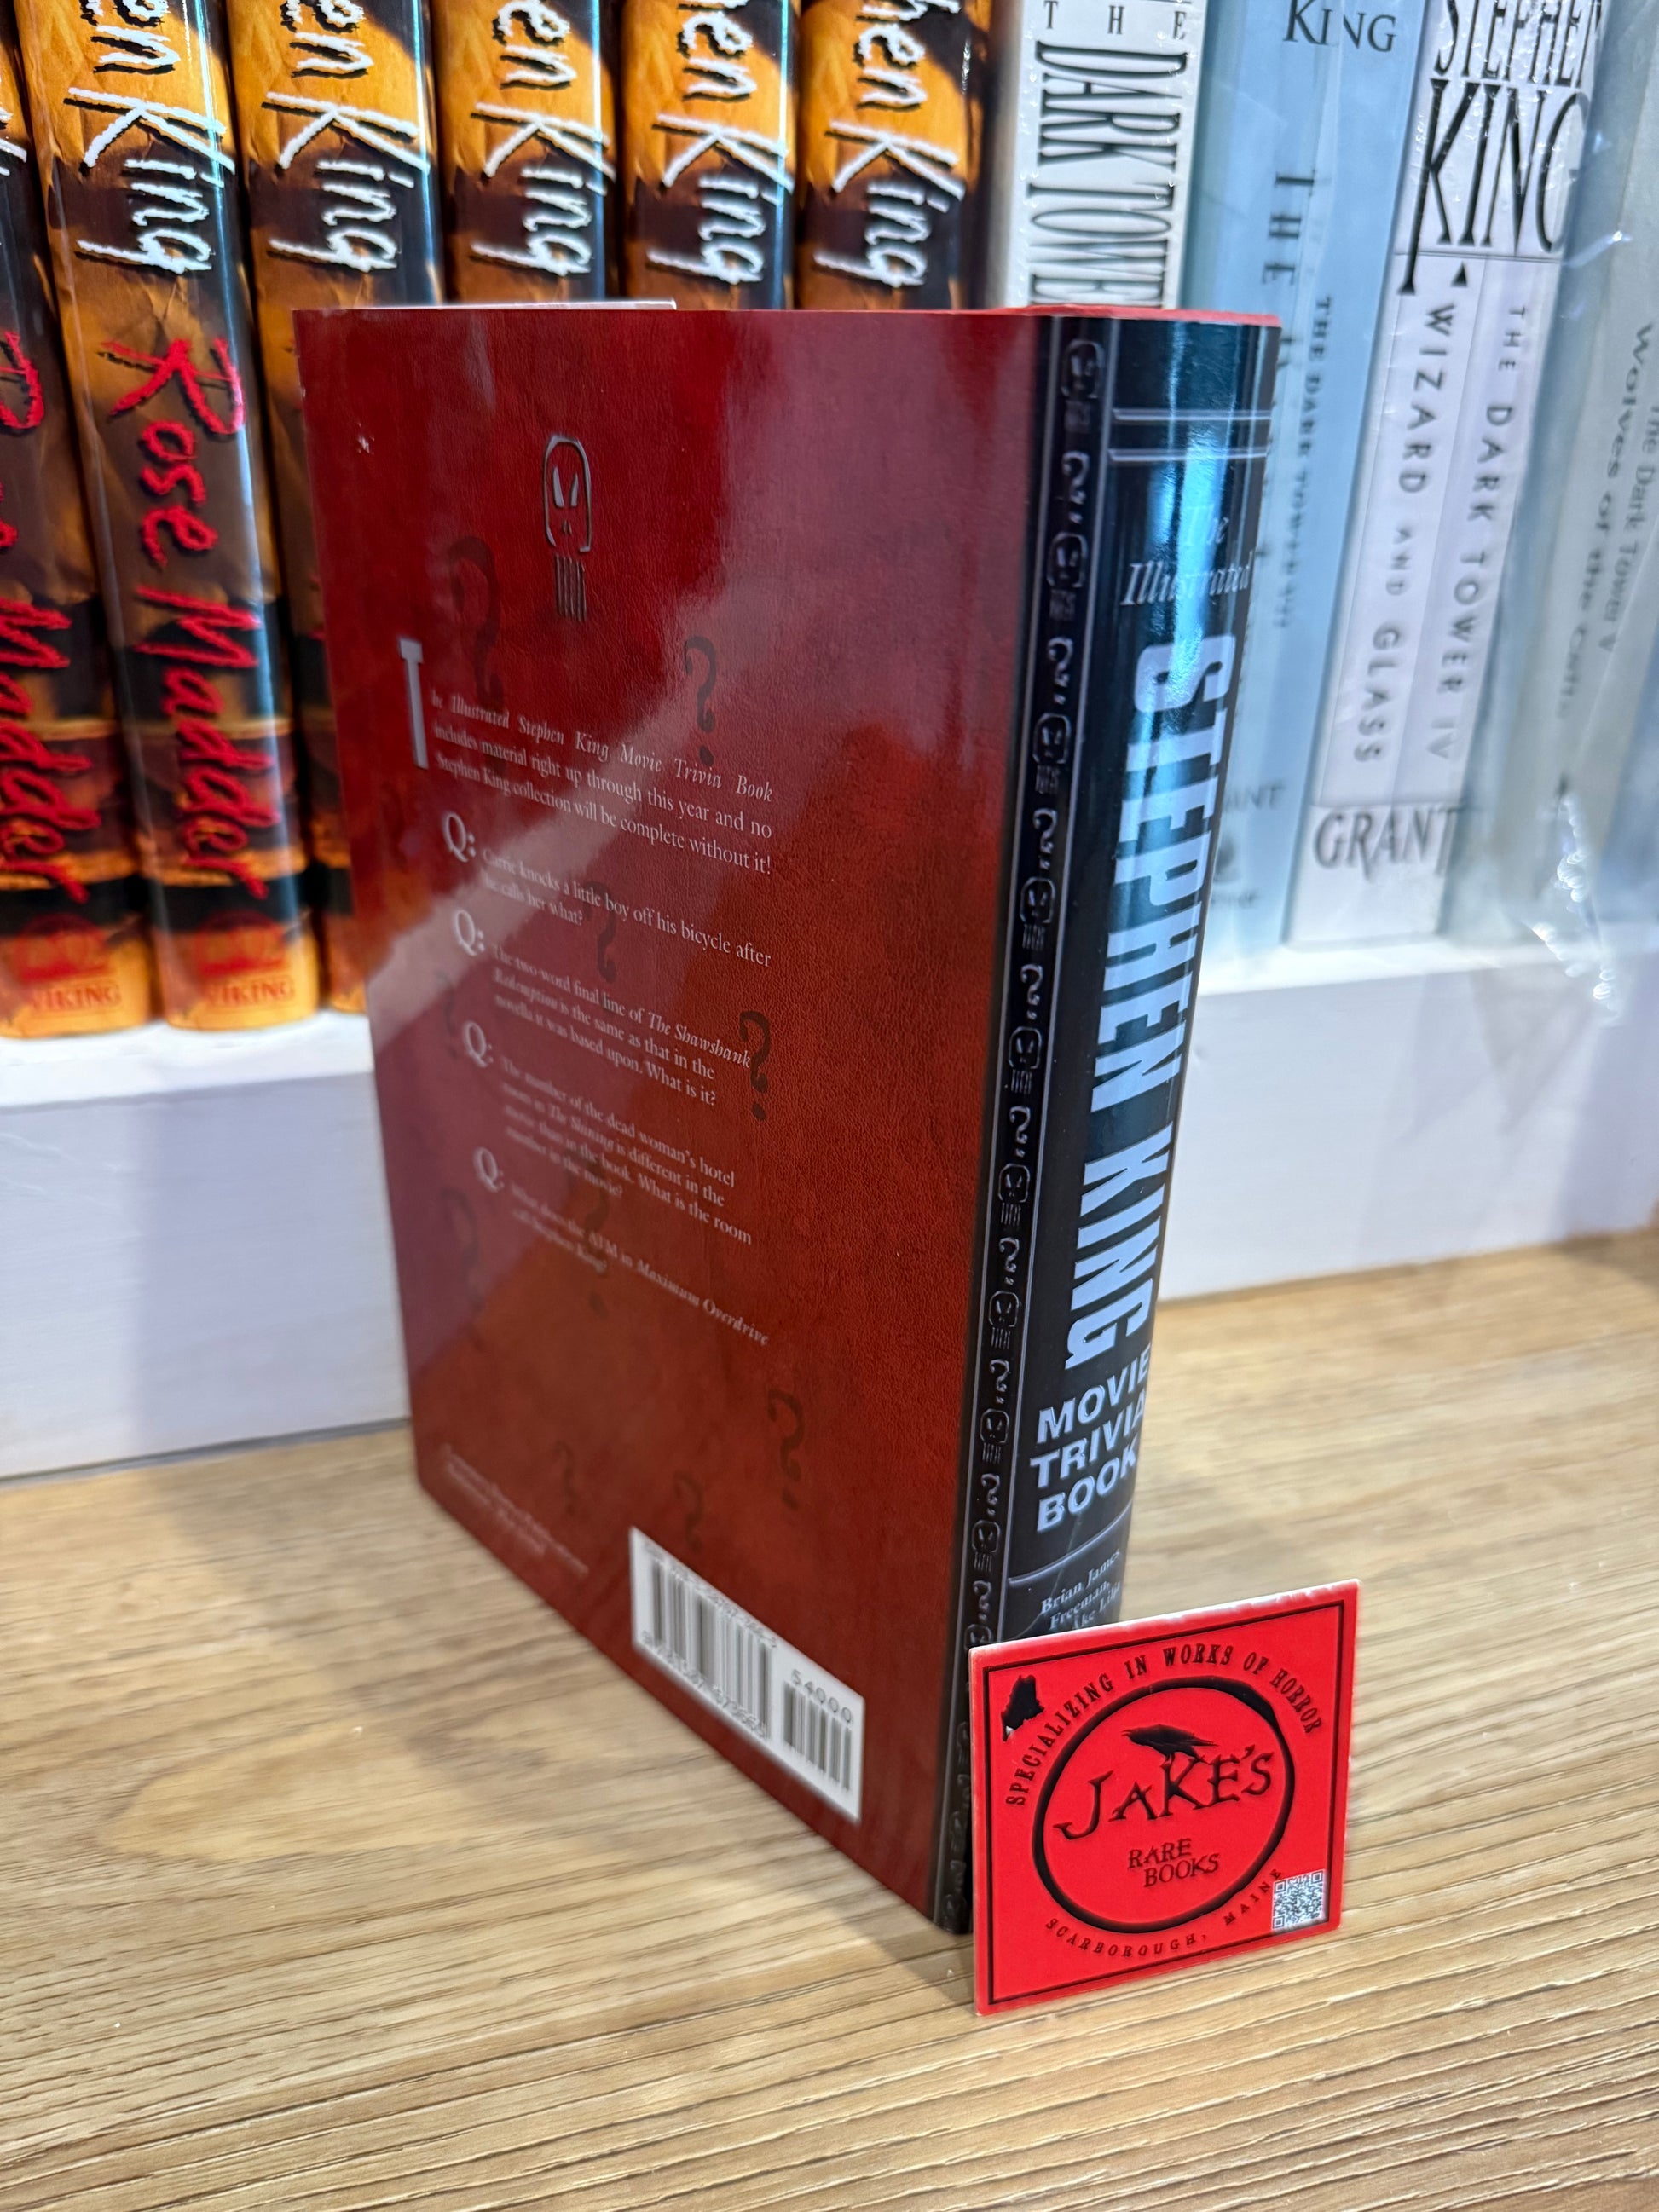 Stephen King
Rose Madder
VIKING
Rose Madder
VIKING
THE
DARK TOWER
KING
THE
THE DARK TOWER
STEPHEN
KING
THE DARK TOWER IV
WIZARD AND GLASS
GRANT
The Dark Tower V
Wolves of the Calla
The Illustrated Stephen King Movie Trivia Book
includes material right up through this year and no
Stephen King collection will be complete without it!
Q: Carrie knocks a little boy off his bicycle after
he calls her what?
Q: The two-word final line of The Shawshank
Redemption is the same as that in the
novella it was based upon. What is it?
Q: The number of the dead woman's hotel
room in The Shining is different in the
movie than in the book. What is the room
number in the movie?
Q: What does the ATM in Maximum Overdrive
call Stephen King?
54000
Illustrated
STEPHEN KING
MOVIE
TRIVIA
BOOK
Brian James
Freeman,
SPECIALIZING IN WORKS OF HORROR
JAKE'S
RARE
BOOKS
SCARBOROUGH, MAINE